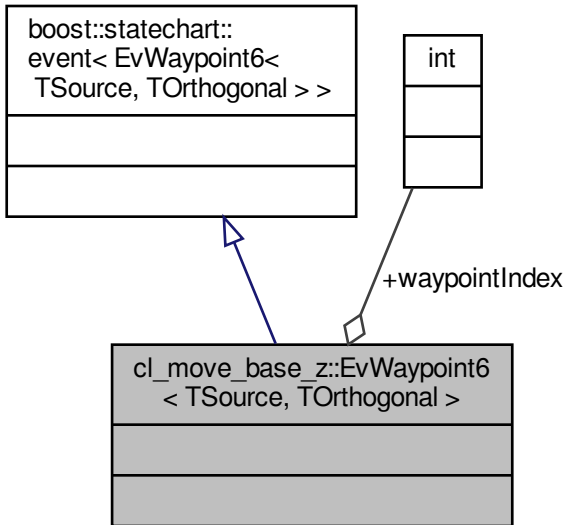 boost::statechart::
event< EvWaypoint6<
TSource, TOrthogonal > >
int
+waypointIndex
cl_move_base_z::EvWaypoint6
< TSource, TOrthogonal >